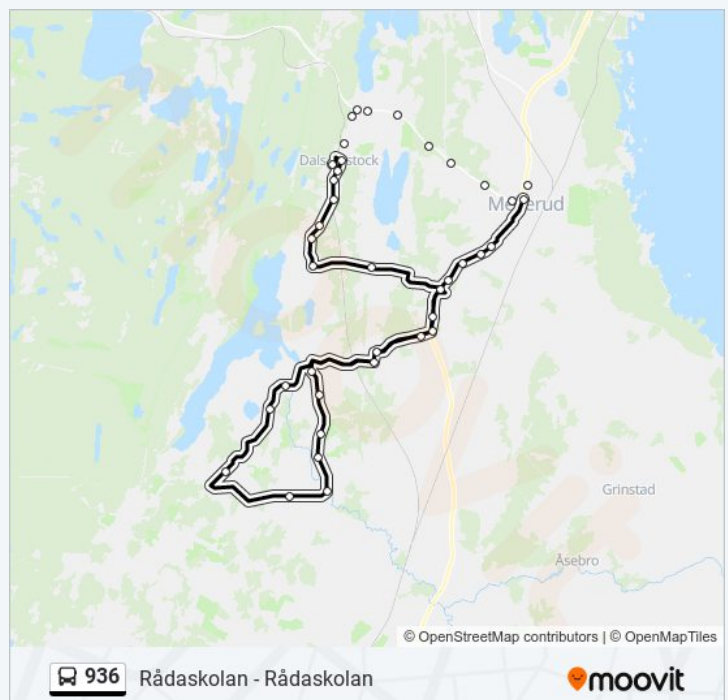 Dals Rostock
Mellerud
Grinstad
Åsebro
© OpenStreetMap contributors | © OpenMapTiles
936 Rådaskolan - Rådaskolan
moovit